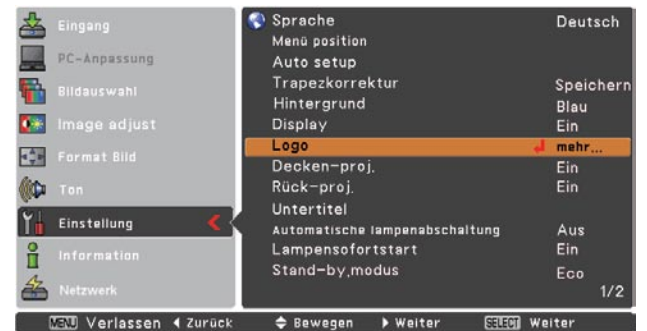 Eingang
PC-Anpassung
Bildauswahl
Image adjust
Format Bild
Ton
Einstellung
Information
Netzwerk
Sprache Deutsch
Menü position
Auto setup
Trapezkorrektur Speichern
Hintergrund Blau
Display Ein
Logo mehr...
Decken-proj. Ein
Rück-proj. Ein
Untertitel
Automatische lampenabschaltung Aus
Lampensofortstart Ein
Stand-by,modus Eco
1/2
MENU Verlassen Zurück Bewegen Weiter SELECT Weiter